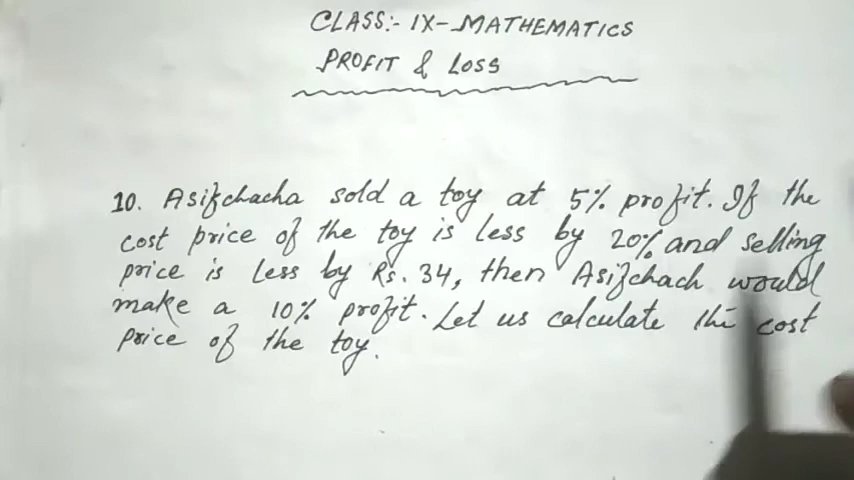 CLASS:- IX- MATHEMATICS
PROFIT & LOSS
10. Asifchacha sold a toy at 5% profit. If the
cost price of the toy is less by 20% and selling
price is less by Rs. 34, then Asifchach would
make a 10% profit. Let us calculate the cost
price of the toy.